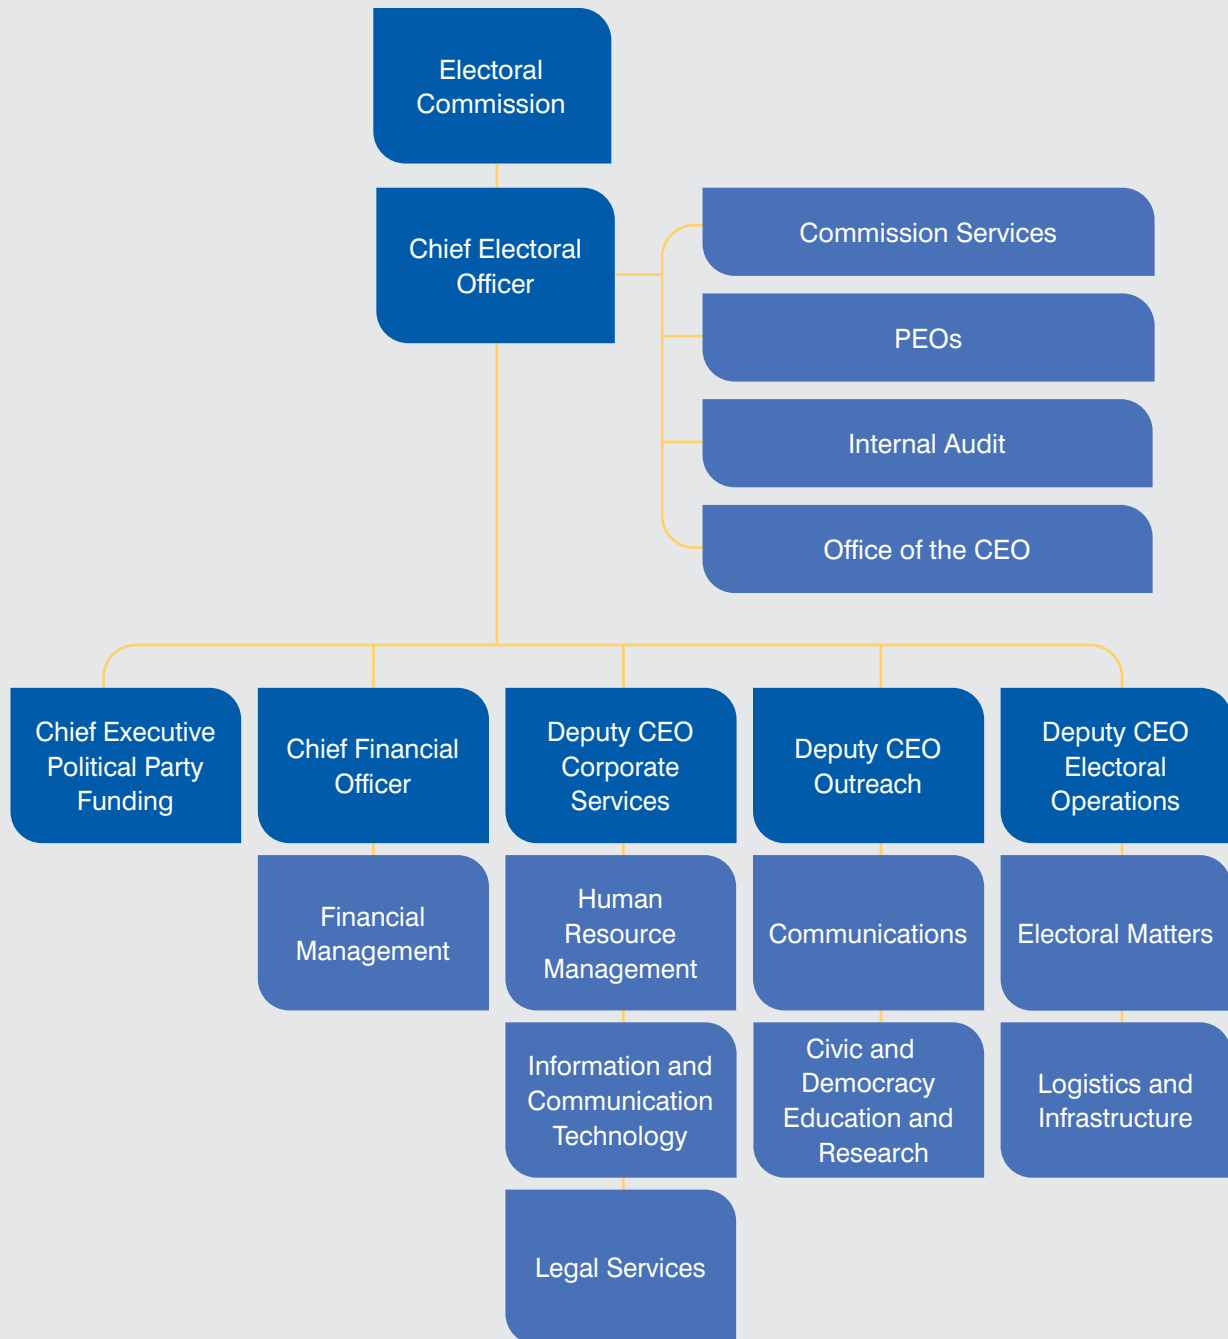 Electoral
Commission
Chief Electoral
Officer
Commission Services
PEOs
Internal Audit
Office of the CEO
Chief Executive
Political Party
Funding
Chief Financial
Officer
Deputy CEO
Corporate
Services
Deputy CEO
Outreach
Deputy CEO
Electoral
Operations
Financial
Management
Human
Resource
Management
Communications
Electoral Matters
Information and
Communication
Technology
Civic and
Democracy
Education and
Research
Logistics and
Infrastructure
Legal Services